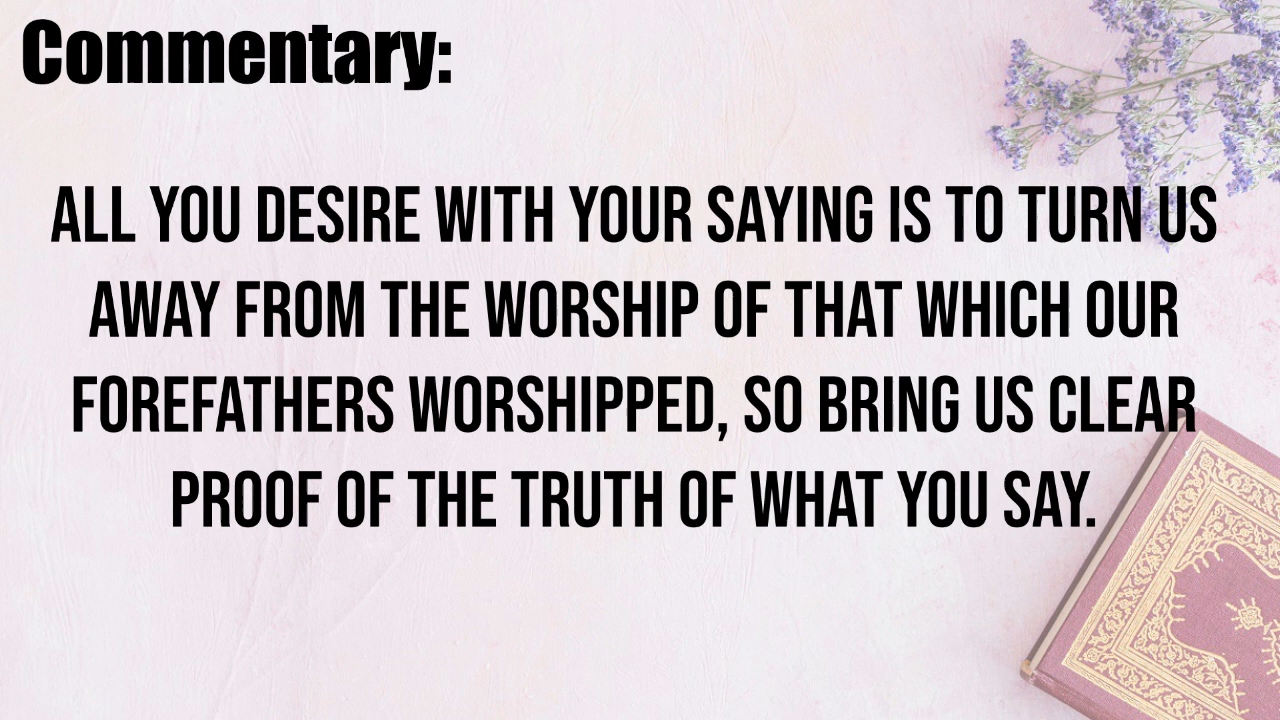 Commentary:
ALL YOU DESIRE WITH YOUR SAYING IS TO TURN US
AWAY FROM THE WORSHIP OF THAT WHICH OUR
FOREFATHERS WORSHIPPED, SO BRING US CLEAR
PROOF OF THE TRUTH OF WHAT YOU SAY.